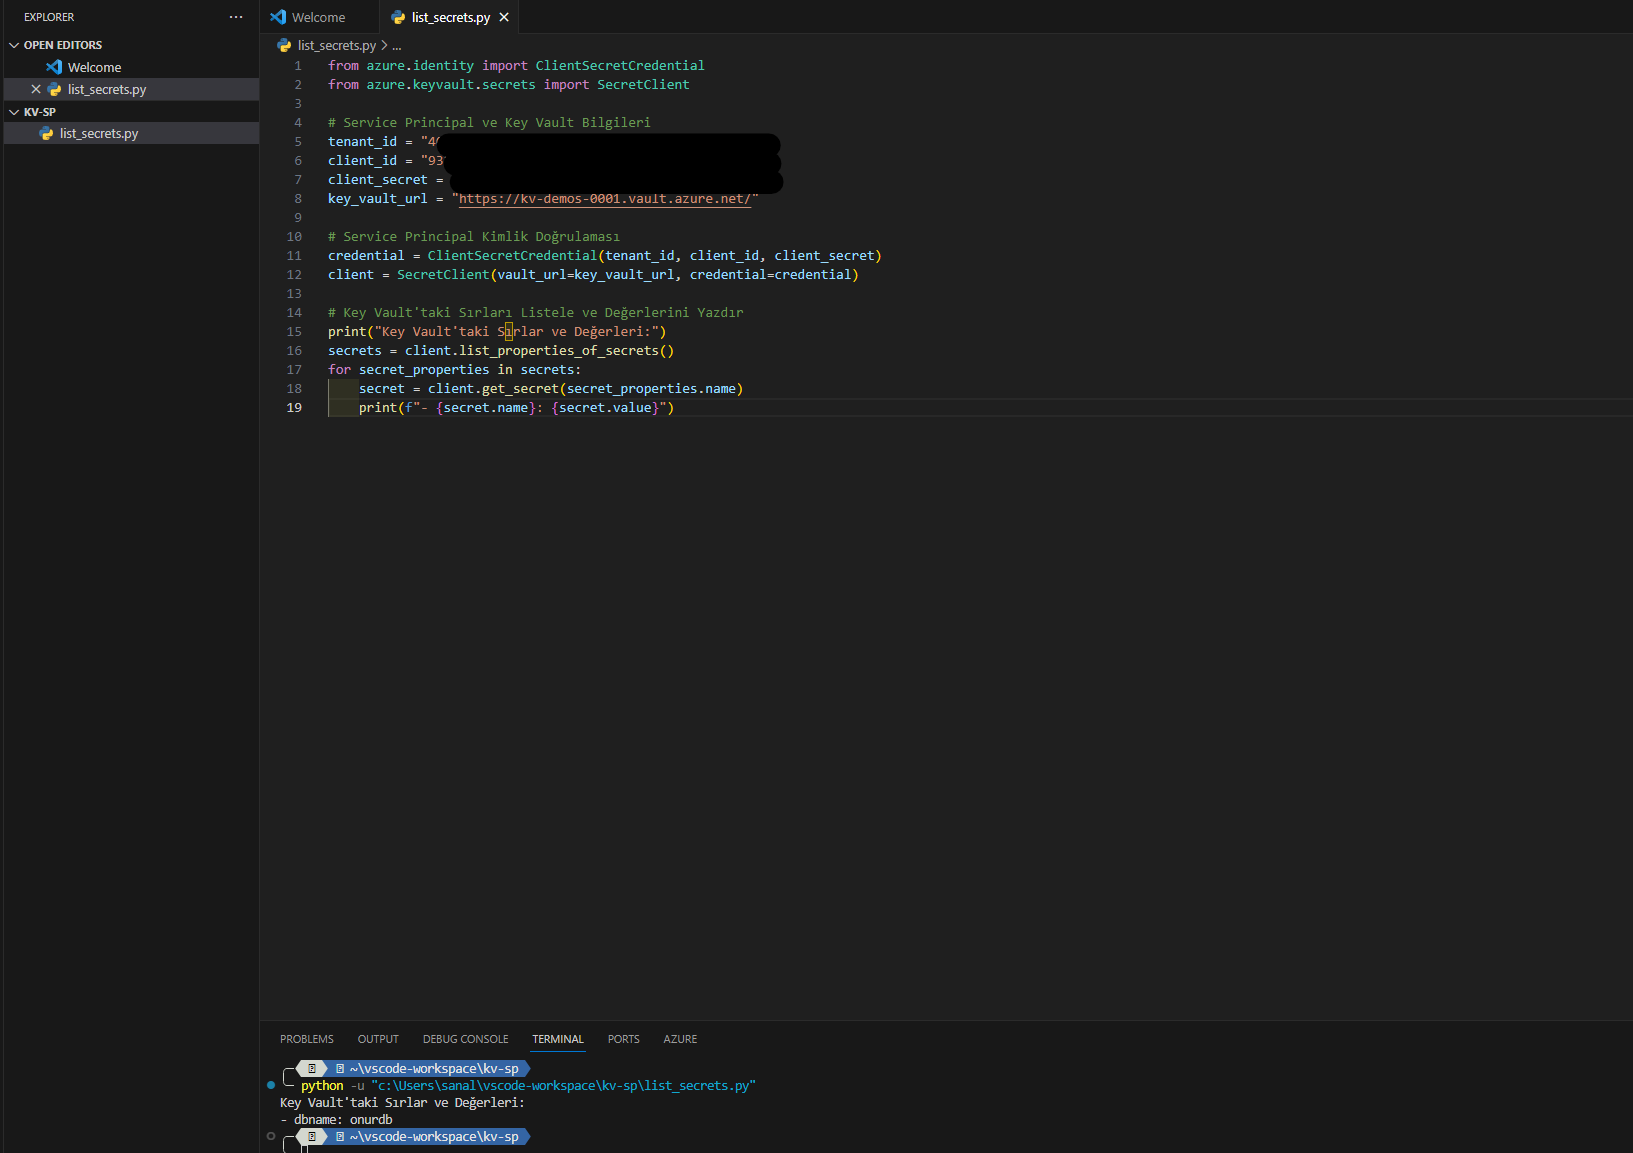 EXPLORER
···
OPEN EDITORS
Welcome
list_secrets.py
KV-SP
list_secrets.py
Welcome
list_secrets.py
list_secrets.py > ...
1 from azure.identity import ClientSecretCredential
2 from azure.keyvault.secrets import SecretClient
3
4 # Service Principal ve Key Vault Bilgileri
5 tenant_id = "4
6 client_id = "93
7 client_secret =
8 key_vault_url = "https://kv-demos-0001.vault.azure.net/"
9
10 # Service Principal Kimlik Doğrulaması
11 credential = ClientSecretCredential(tenant_id, client_id, client_secret)
12 client = SecretClient(vault_url=key_vault_url, credential=credential)
13
14 # Key Vault'taki Sırları Listele ve Değerlerini Yazdır
15 print("Key Vault'taki Sırlar ve Değerleri:")
16 secrets = client.list_properties_of_secrets()
17 for secret_properties in secrets:
18 secret = client.get_secret(secret_properties.name)
19 print(f"- {secret.name}: {secret.value}")
PROBLEMS OUTPUT DEBUG CONSOLE TERMINAL PORTS AZURE
~\vscode-workspace\kv-sp
python -u "c:\Users\sanal\vscode-workspace\kv-sp\list_secrets.py"
Key Vault'taki Sırlar ve Değerleri:
- dbname: onurdb
~\vscode-workspace\kv-sp